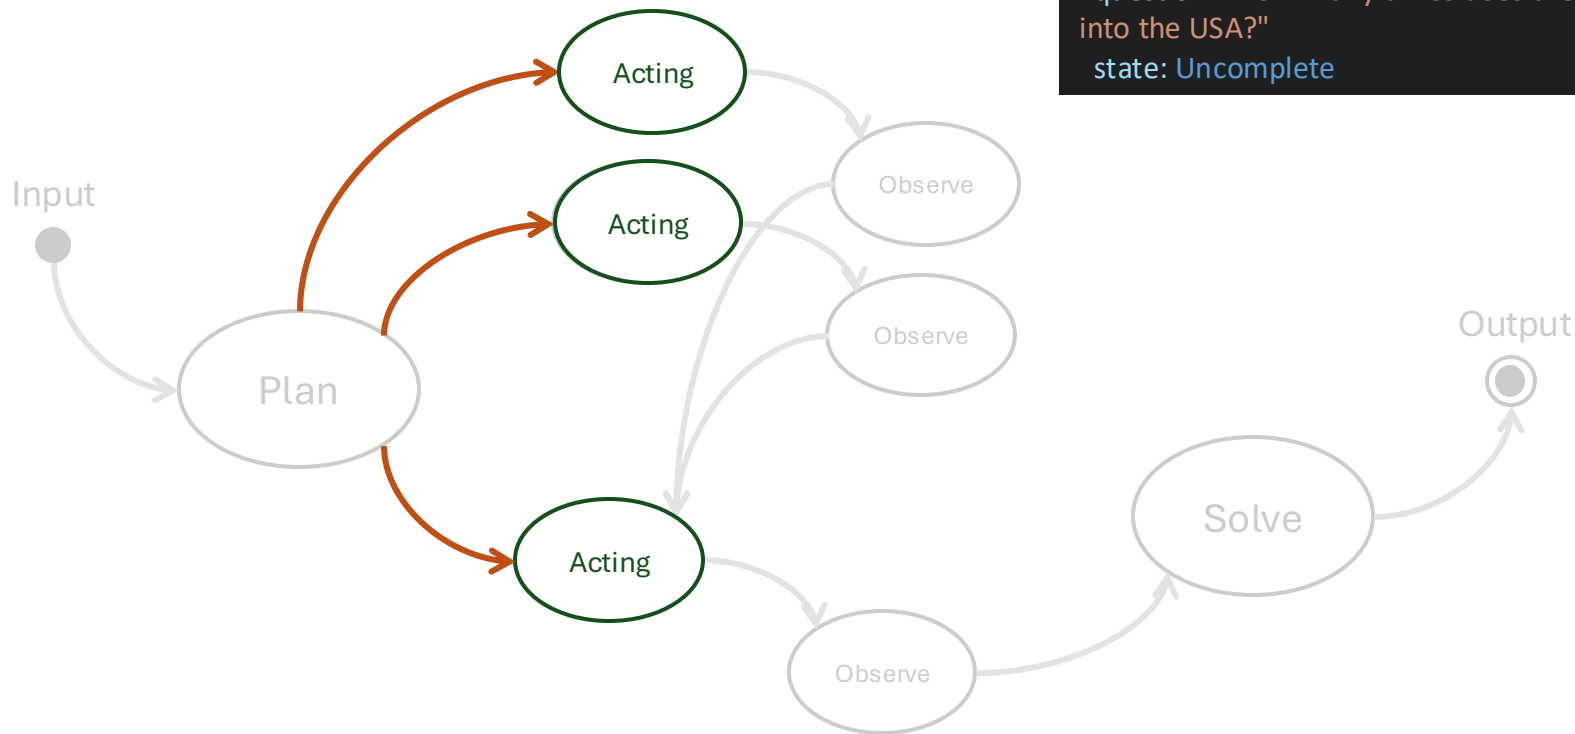 into the USA?"
state: Uncomplete
Acting
Observe
Input
Acting
Observe
Output
Plan
Solve
Acting
Observe